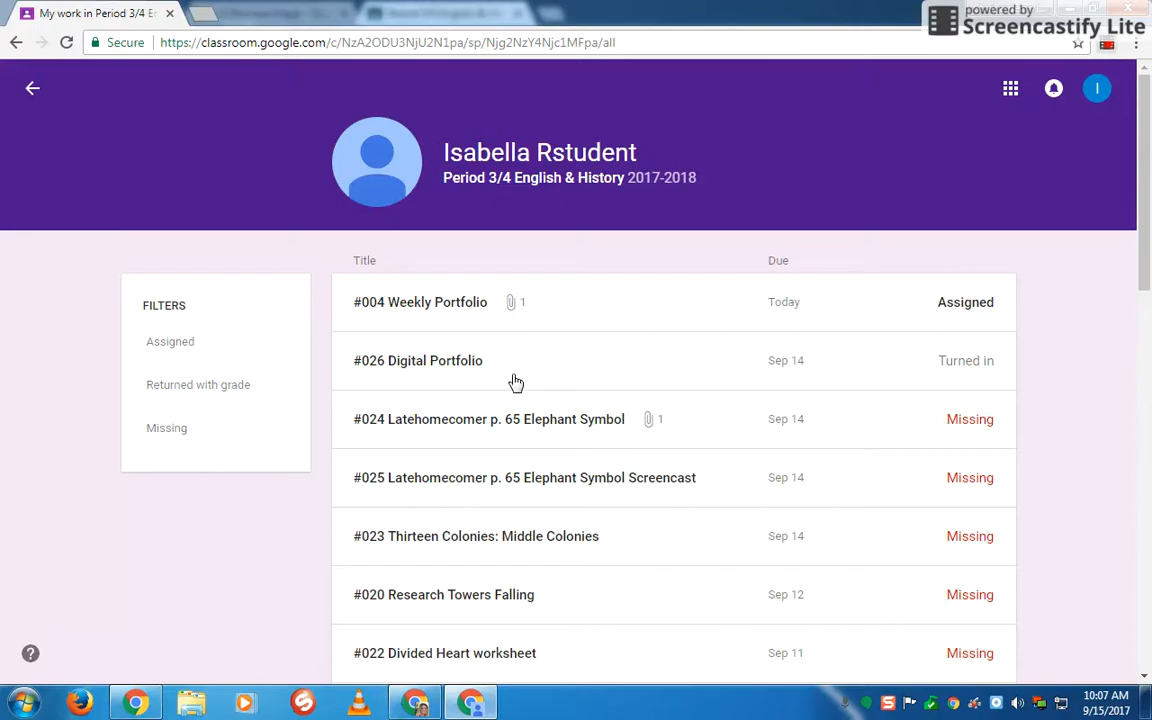 My work in Period 3/4 E
powered by
Screencastify Lite
Secure
https://classroom.google.com/c/NzA2ODU3NjU2N1pa/sp/Njg2NzY4Njc1MFpa/all
I
Isabella Rstudent
Period 3/4 English & History 2017-2018
Title
Due
FILTERS
Assigned
Returned with grade
Missing
#004 Weekly Portfolio 1 Today Assigned
#026 Digital Portfolio Sep 14 Turned in
#024 Latehomecomer p. 65 Elephant Symbol 1 Sep 14 Missing
#025 Latehomecomer p. 65 Elephant Symbol Screencast Sep 14 Missing
#023 Thirteen Colonies: Middle Colonies Sep 14 Missing
#020 Research Towers Falling Sep 12 Missing
#022 Divided Heart worksheet Sep 11 Missing
10:07 AM
9/15/2017